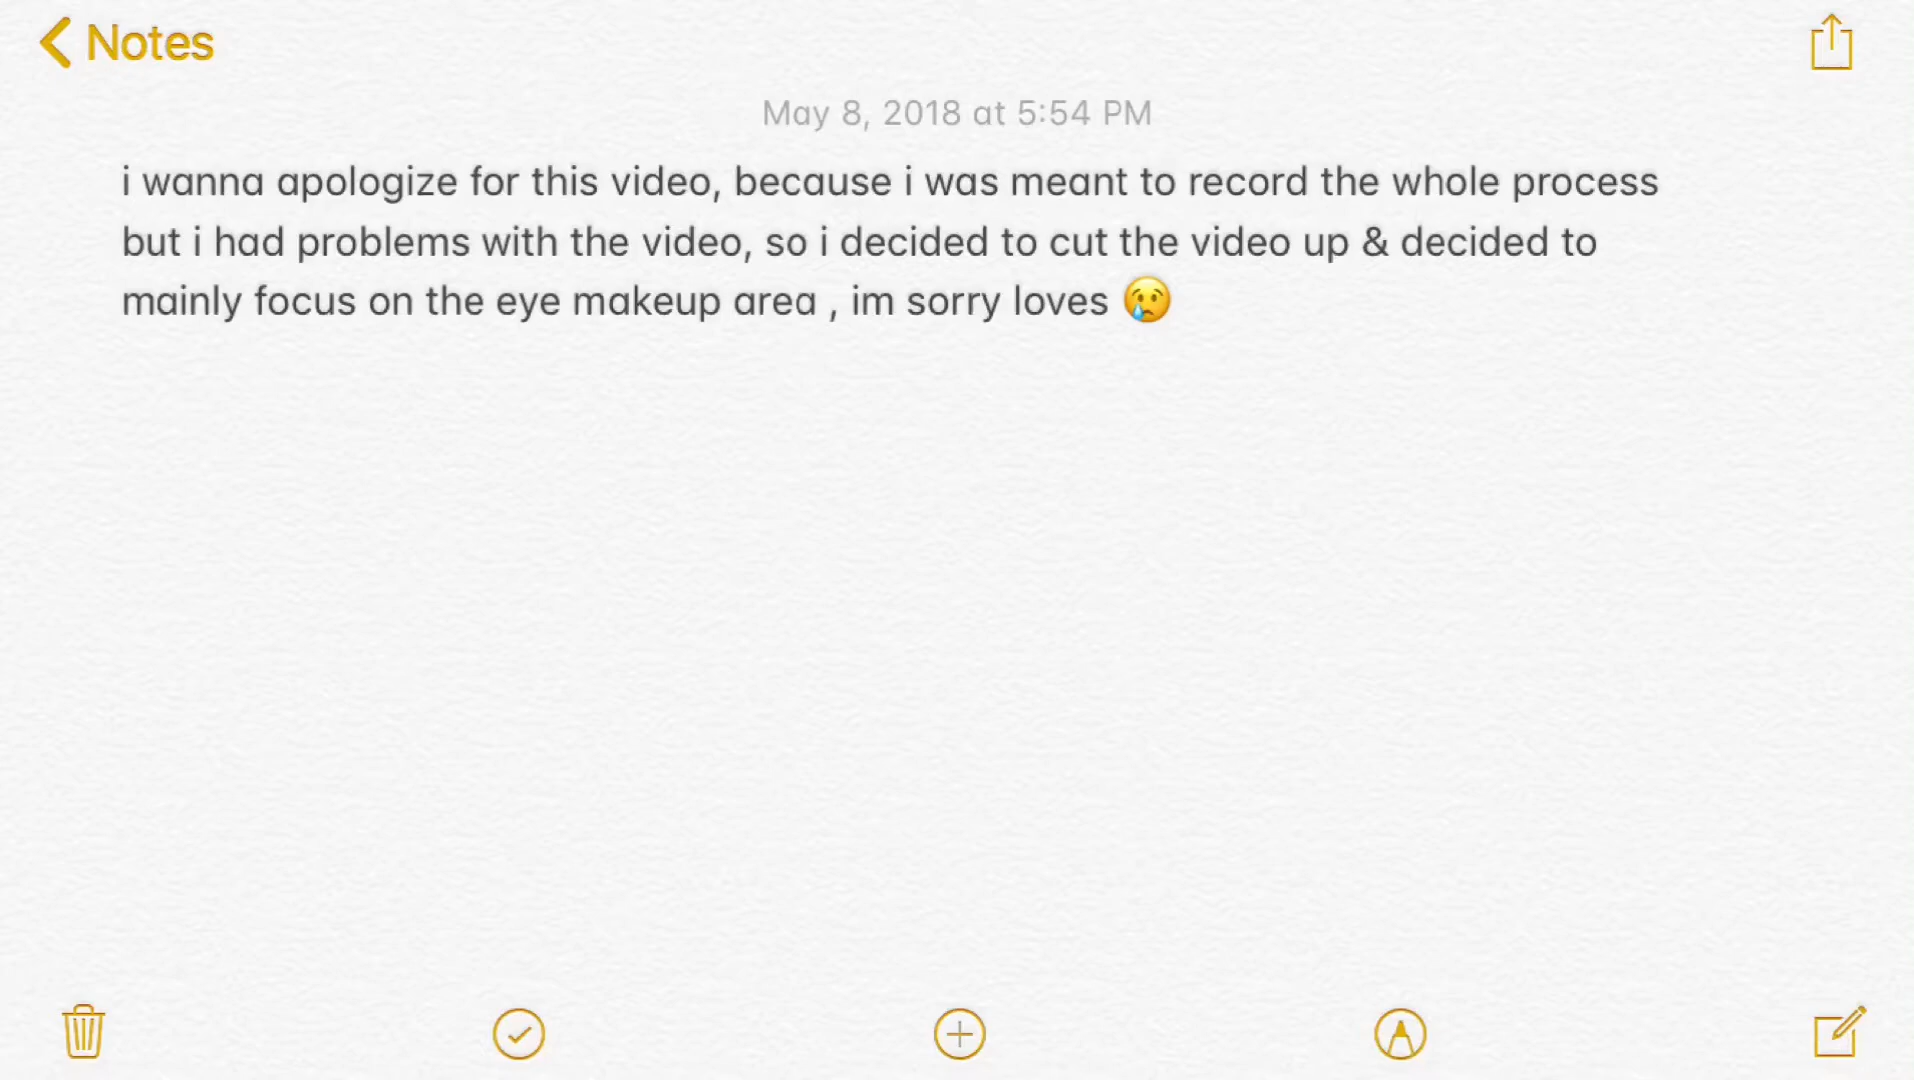 Notes
May 8, 2018 at 5:54 PM
i wanna apologize for this video, because i was meant to record the whole process
but i had problems with the video, so i decided to cut the video up & decided to
mainly focus on the eye makeup area , im sorry loves 😢